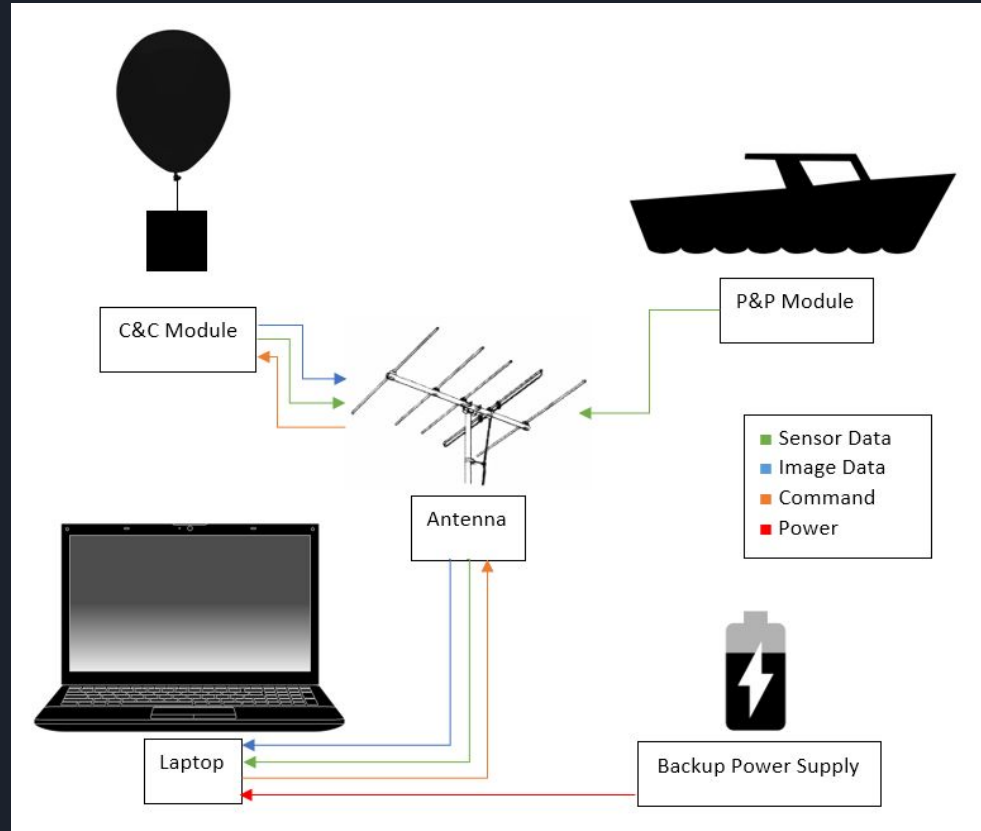 C&C Module
P&P Module
Sensor Data
Image Data
Command
Power
Antenna
Laptop
Backup Power Supply